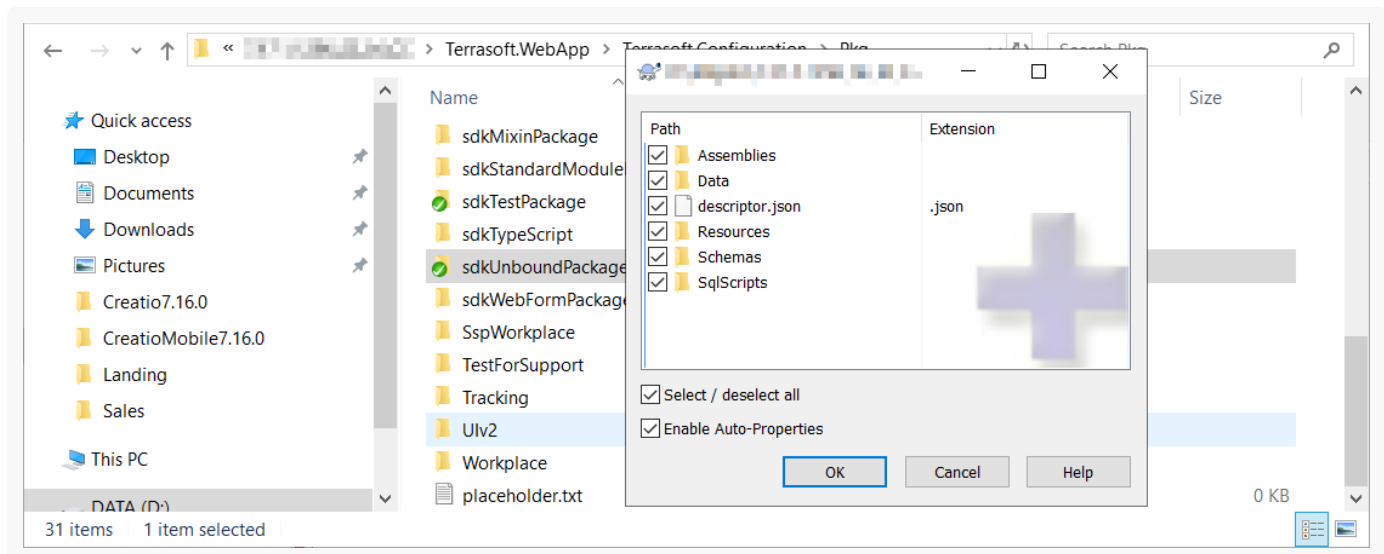 « Terrasoft.WebApp > Terrasoft.Configuration > Pkg
Search Pkg
Quick access
Desktop
Documents
Downloads
Pictures
Creatio7.16.0
CreatioMobile7.16.0
Landing
Sales
This PC
DATA (D:)
Name
Size
sdkMixinPackage
sdkStandardModule
sdkTestPackage
sdkTypeScript
sdkUnboundPackage
sdkWebFormPackage
SspWorkplace
TestForSupport
Tracking
UIv2
Workplace
placeholder.txt
0 KB
Path Extension
Assemblies
Data
descriptor.json .json
Resources
Schemas
SqlScripts
Select / deselect all
Enable Auto-Properties
OK Cancel Help
31 items 1 item selected